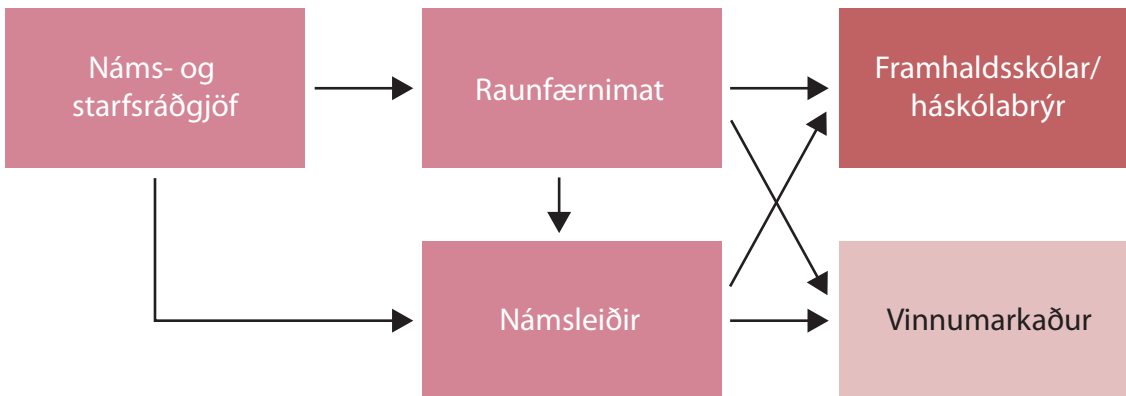 Náms- og
starfsráðgjöf
Raunfærnimat
Framhaldsskólar/
háskólabrýr
Námsleiðir
Vinnumarkaður